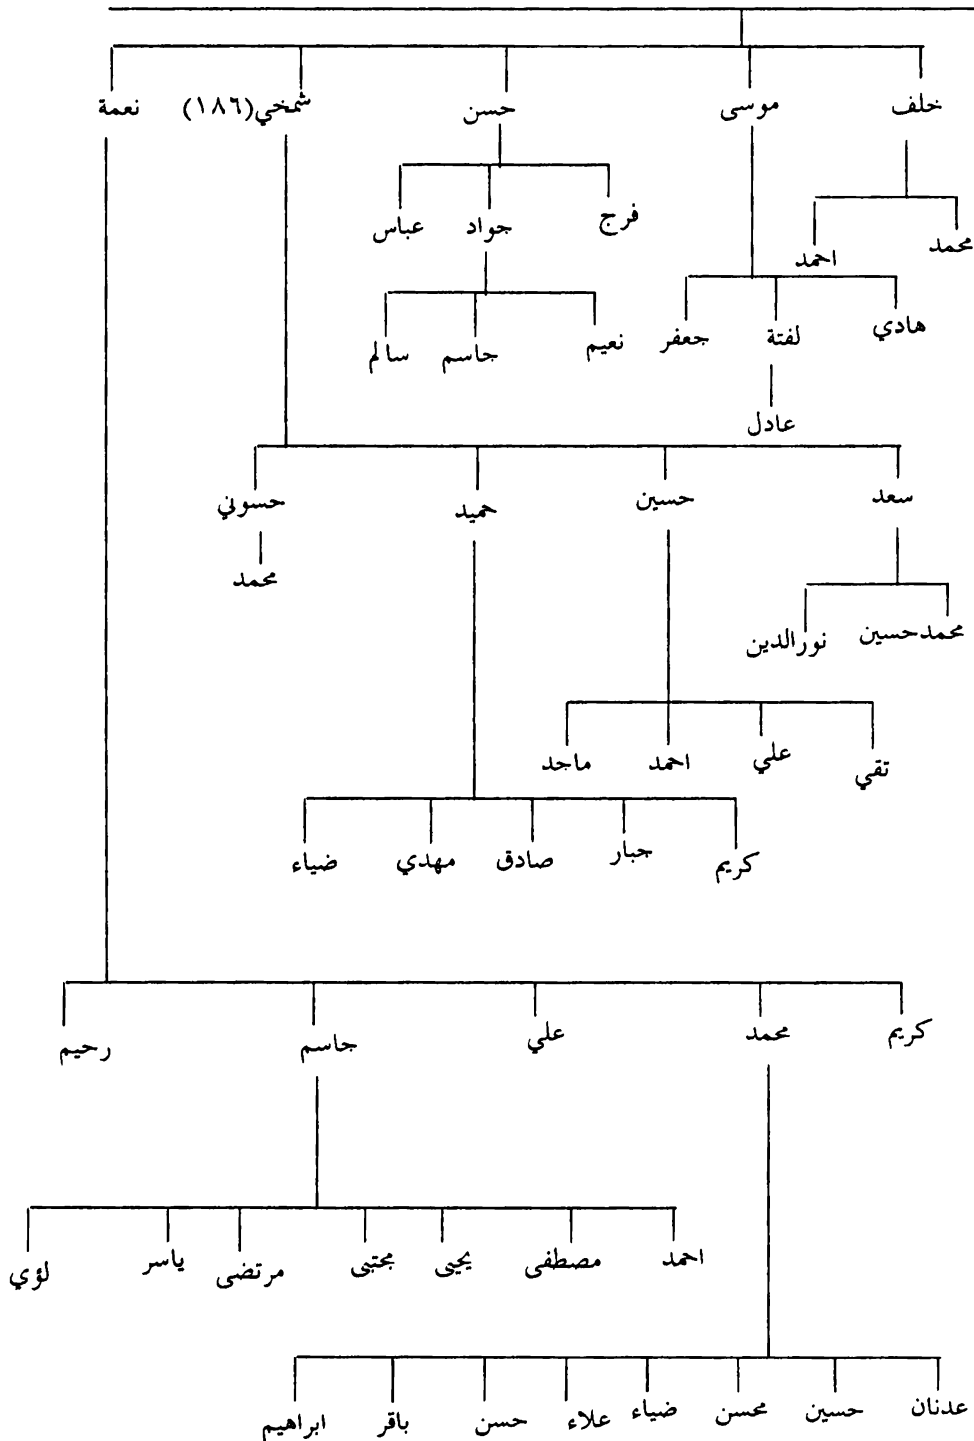 خلف موسى حسن شمخي(١٨٦) نعمة
فرج جواد عباس
محمد احمد
نعيم جاسم سالم
هادي لفتة جعفر
عادل
سعد حسين حميد حسوني
محمد
محمدحسين نورالدين
تقي علي احمد ماجد
كريم جبار صادق مهدي ضياء
كريم محمد علي جاسم رحيم
احمد مصطفى يحيى مجتبى مرتضى ياسر لؤي
عدنان حسين محسن ضياء علاء حسن باقر ابراهيم